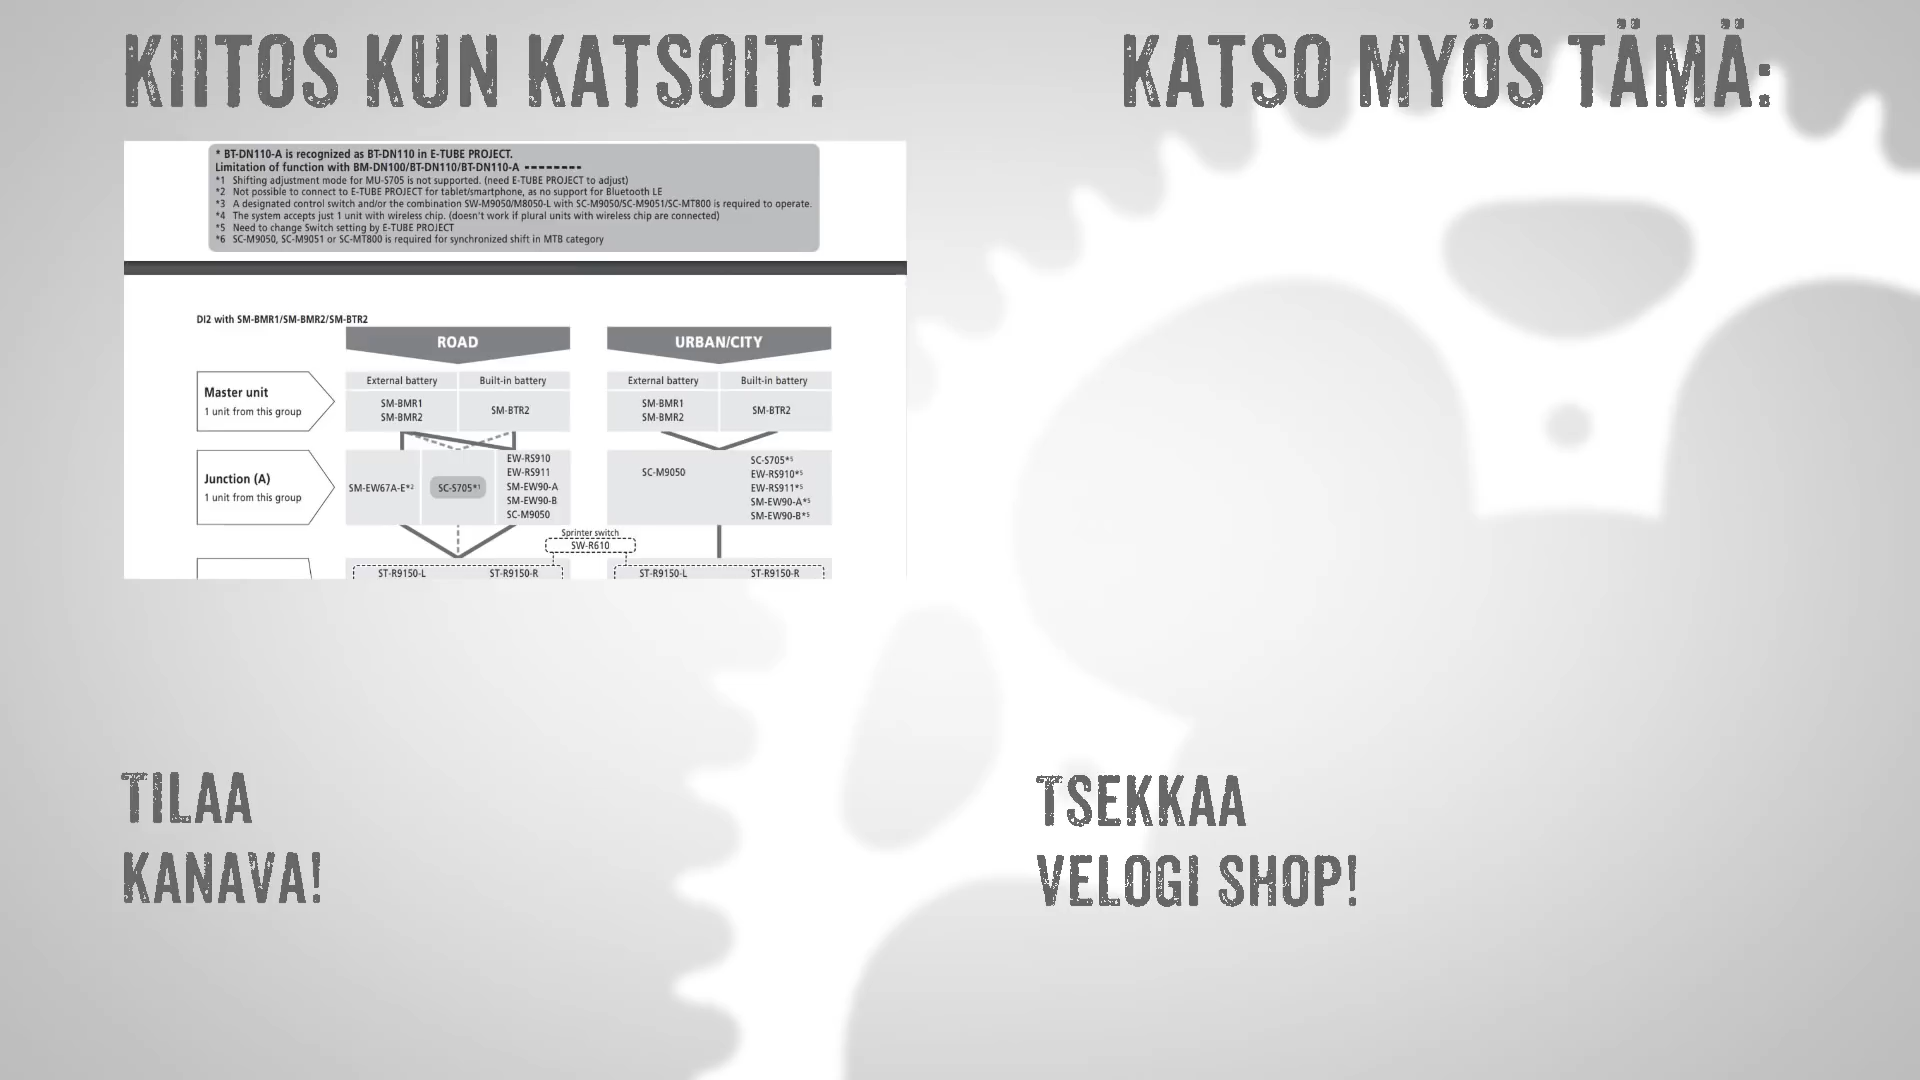 KIITOS KUN KATSOIT!
KATSO MYÖS TÄMÄ:
* BT-DN110-A is recognized as BT-DN110 in E-TUBE PROJECT.
Limitation of function with BM-DN100/BT-DN110/BT-DN110-A --------
*1 Shifting adjustment mode for MU-S705 is not supported. (need E-TUBE PROJECT to adjust)
*2 Not possible to connect to E-TUBE PROJECT for tablet/smartphone, as no support for Bluetooth LE
*3 A designated control switch and/or the combination SW-M9050/M8050-L with SC-M9050/SC-M9051/SC-MT800 is required to operate.
*4 The system accepts just 1 unit with wireless chip. (doesn't work if plural units with wireless chip are connected)
*5 Need to change Switch setting by E-TUBE PROJECT
*6 SC-M9050, SC-M9051 or SC-MT800 is required for synchronized shift in MTB category
DI2 with SM-BMR1/SM-BMR2/SM-BTR2
ROAD
URBAN/CITY
Master unit
1 unit from this group
External battery
Built-in battery
SM-BMR1
SM-BMR2
SM-BTR2
External battery
Built-in battery
SM-BMR1
SM-BMR2
SM-BTR2
Junction (A)
1 unit from this group
SM-EW67A-E*2
SC-S705*1
EW-RS910
EW-RS911
SM-EW90-A
SM-EW90-B
SC-M9050
SC-M9050
SC-S705*5
EW-RS910*5
EW-RS911*5
SM-EW90-A*5
SM-EW90-B*5
Sprinter switch
SW-R610
ST-R9150-L
ST-R9150-R
ST-R9150-L
ST-R9150-R
TILAA
KANAVA!
TSEKKAA
VELOGI SHOP!